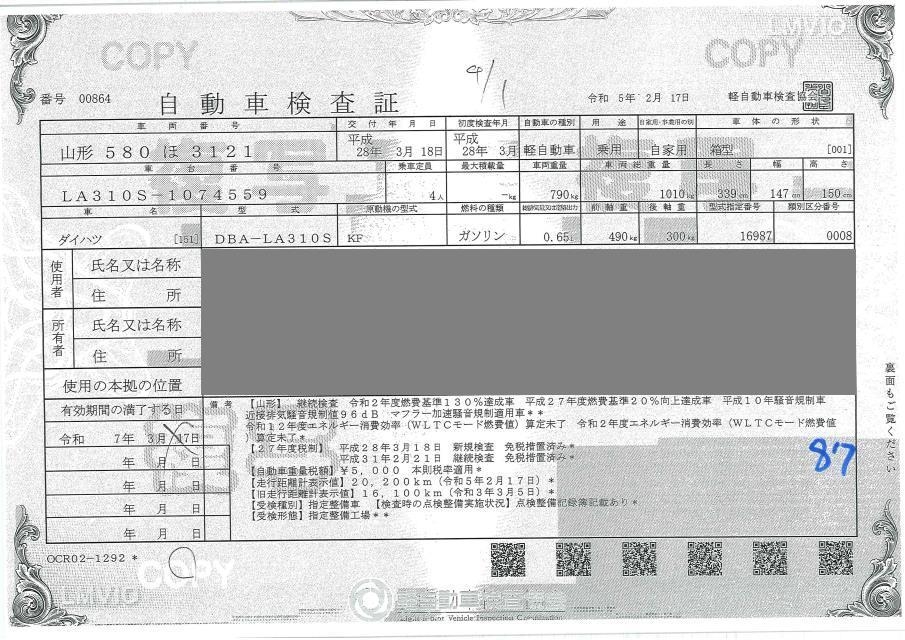 COPY
COPY
LMVIO
番号 00864
自動車検査証
令和 5年 2月 17日
軽自動車検査協会
車両番号 交付年月日 初度検査年月 自動車の種別 用途 自家用・事業用の別 車体の形状
山形 580 ほ 3121 平成 28年 3月 18日 平成 28年 3月 軽自動車 乗用 自家用 箱型 [001]
車台番号 乗車定員 最大積載量 車両重量 車両総重量 長さ 幅 高さ
LA310S-1074559 4人 -kg 790kg 1010kg 339cm 147cm 150cm
車名 型式 原動機の型式 燃料の種類 総排気量又は定格出力 前軸重 後軸重 型式指定番号 類別区分番号
ダイハツ [151] DBA-LA310S KF ガソリン 0.65L 490kg 300kg 16987 0008
使用者
氏名又は名称
住所
所有者
氏名又は名称
住所
使用の本拠の位置
有効期間の満了する日
令和 7年 3月 17日
年 月 日
年 月 日
年 月 日
年 月 日
備考
【山形】 継続検査 令和2年度燃費基準130%達成車 平成27年度燃費基準20%向上達成車 平成10年騒音規制車
近接排気騒音規制値96dB マフラー加速騒音規制適用車**
令和12年度エネルギー消費効率(WLTCモード燃費値)算定未了 令和2年度エネルギー消費効率(WLTCモード燃費値
)算定未了*
【27年度税制】 平成28年3月18日 新規検査 免税措置済み
平成31年2月21日 継続検査 免税措置済み*
【自動車重量税額】¥5,000 本則税率適用*
【走行距離計表示値】20,200km(令和5年2月17日)*
【旧走行距離計表示値】16,100km(令和3年3月5日)*
【受検種別】指定整備車 【検査時の点検整備実施状況】点検整備記録簿記載あり*
【受検形態】指定整備工場**
87
裏面もご覧ください
OCR02-1292 *
COPY
LMVIO
軽自動車検査協会
Light Motor Vehicle Inspection Organization